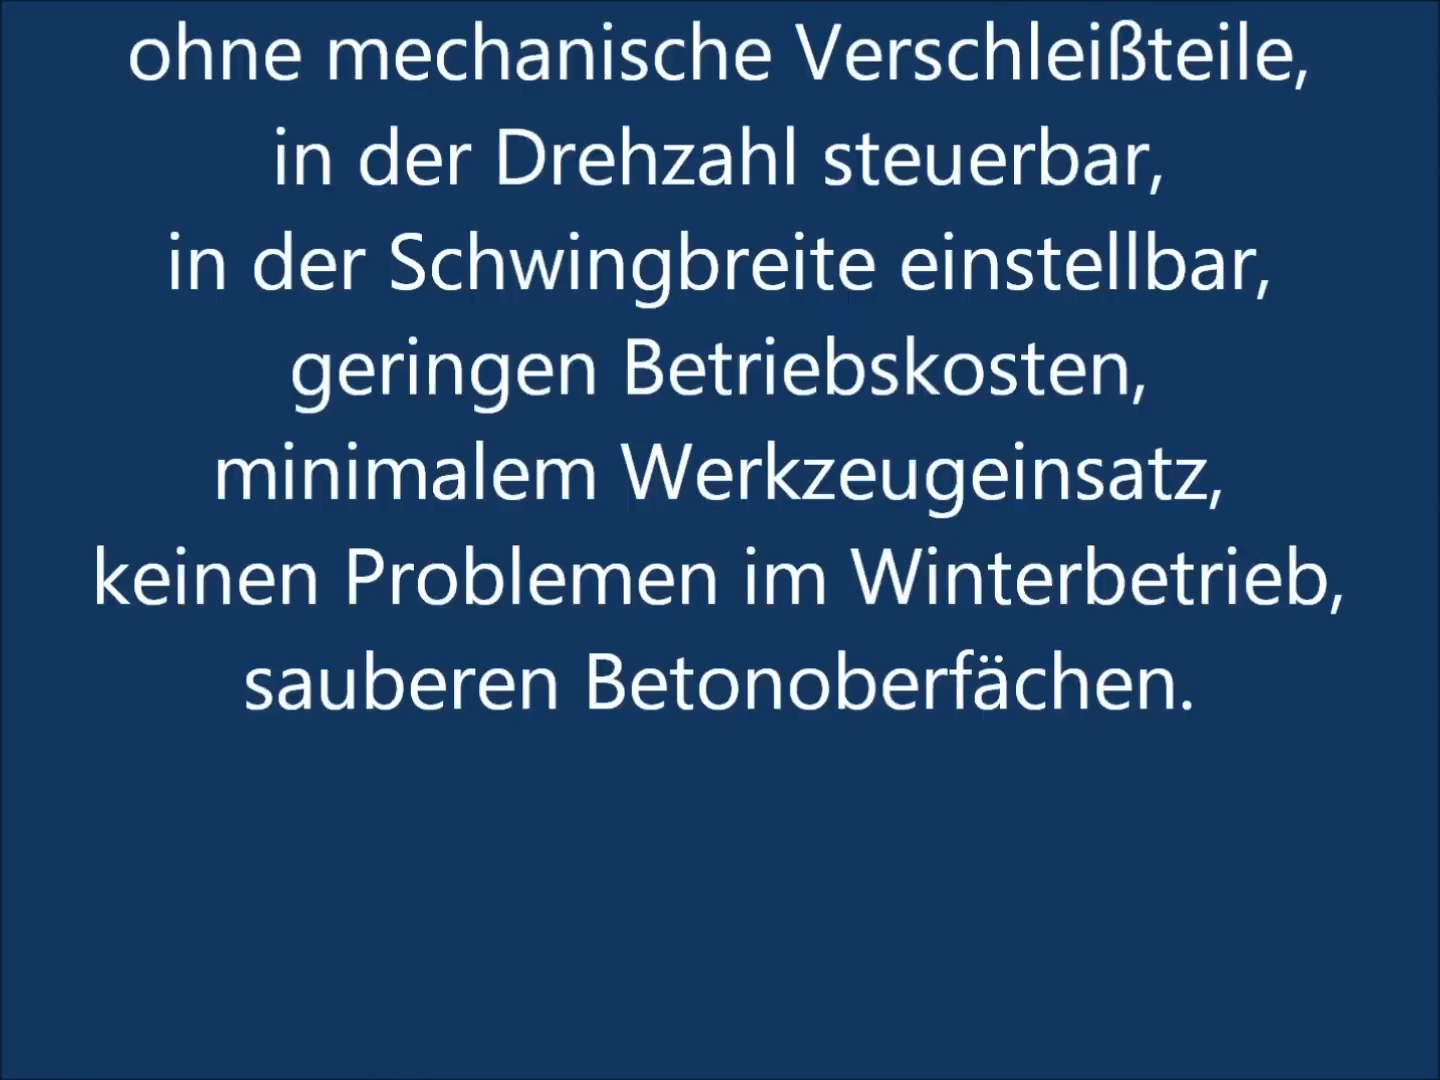 ohne mechanische Verschleißteile,
in der Drehzahl steuerbar,
in der Schwingbreite einstellbar,
geringen Betriebskosten,
minimalem Werkzeugeinsatz,
keinen Problemen im Winterbetrieb,
sauberen Betonoberfächen.